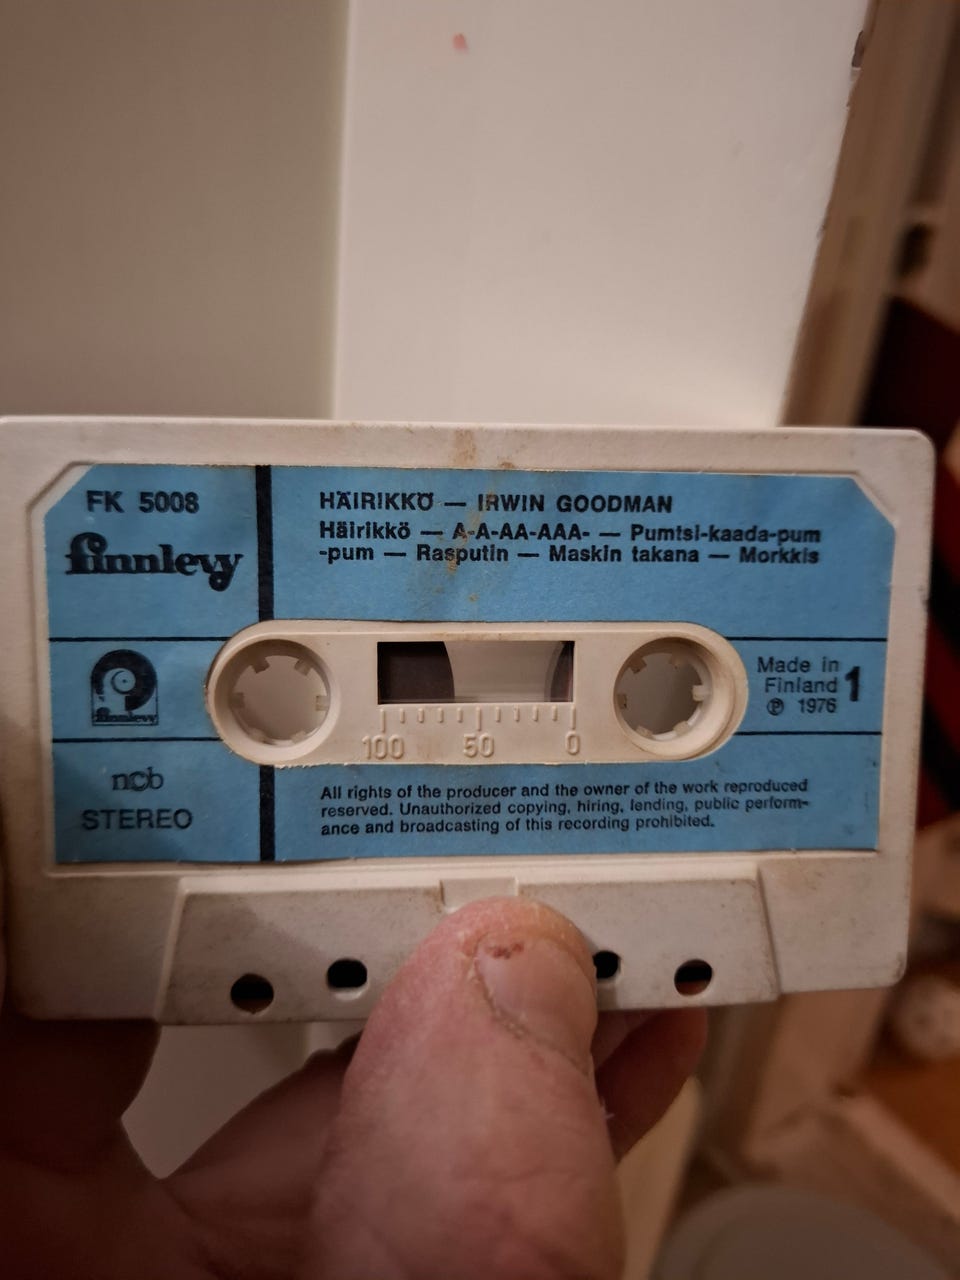 FK 5008
finnlevy
HÄIRIKKÖ — IRWIN GOODMAN
Häirikkö — A-A-AA-AAA- — Pumtsi-kaada-pum
-pum — Rasputin — Maskin takana — Morkkis
finnlevy
Made in
Finland
℗ 1976
1
100 50 0
ncb
STEREO
All rights of the producer and the owner of the work reproduced
reserved. Unauthorized copying, hiring, lending, public perform-
ance and broadcasting of this recording prohibited.